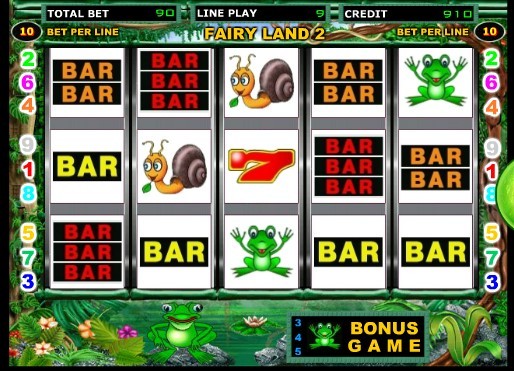 TOTAL BET 90 LINE PLAY 9 CREDIT 910
10 BET PER LINE FAIRY LAND 2 BET PER LINE 10
2 BAR BAR BAR 2
6 BAR BAR BAR 6
4 BAR 4
9 BAR 9
1 BAR 7 BAR BAR 1
8 BAR BAR 8
5 BAR 5
7 BAR BAR BAR BAR 7
3 BAR 3
3
4 BONUS
5 GAME